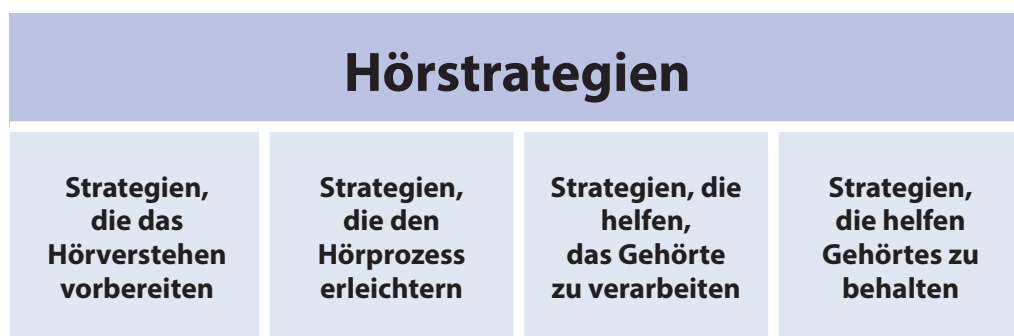 Hörstrategien
Strategien,
die das
Hörverstehen
vorbereiten
Strategien,
die den
Hörprozess
erleichtern
Strategien, die
helfen,
das Gehörte
zu verarbeiten
Strategien,
die helfen
Gehörtes zu
behalten